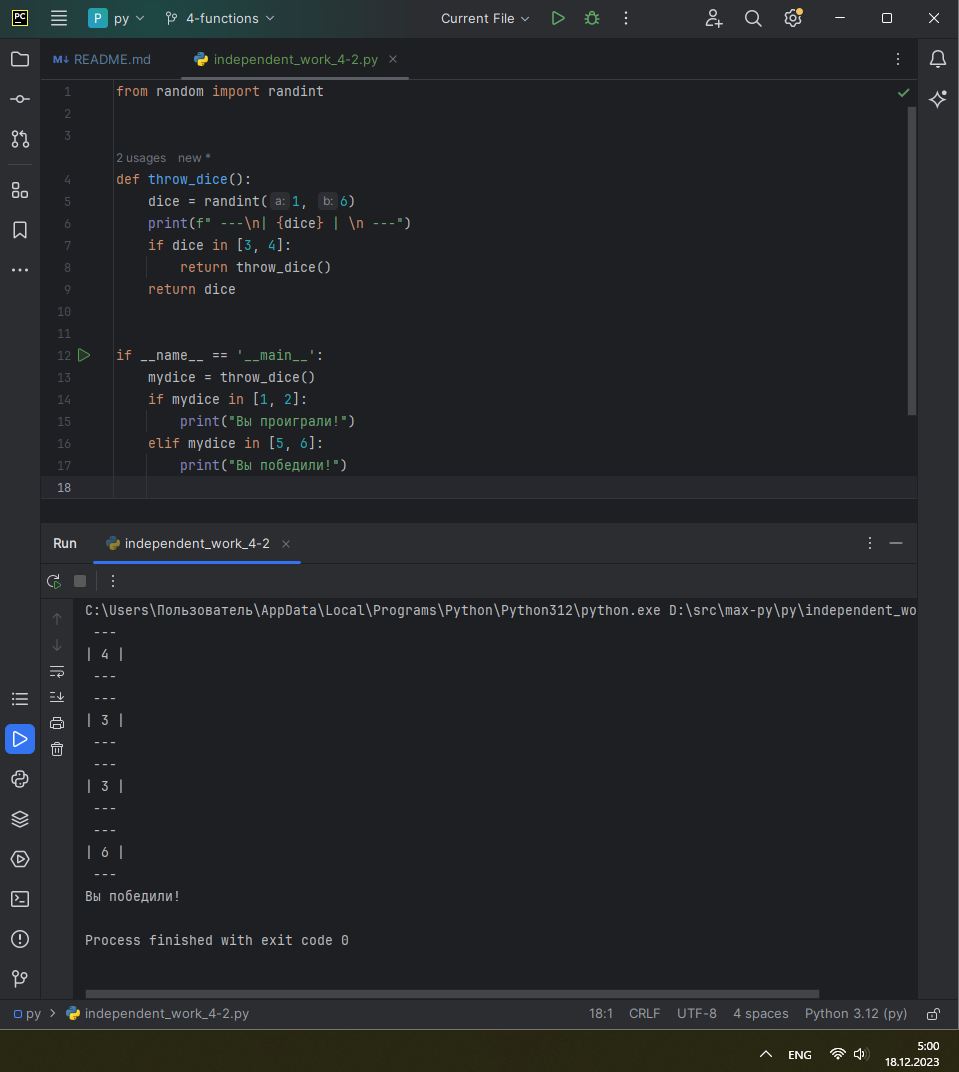 PC
P py 4-functions Current File
M↓ README.md independent_work_4-2.py
1 from random import randint
2
3
2 usages new *
4 def throw_dice():
5 dice = randint( a: 1, b: 6)
6 print(f" ---\n| {dice} | \n ---")
7 if dice in [3, 4]:
8 return throw_dice()
9 return dice
10
11
12 if __name__ == '__main__':
13 mydice = throw_dice()
14 if mydice in [1, 2]:
15 print("Вы проиграли!")
16 elif mydice in [5, 6]:
17 print("Вы победили!")
18
Run independent_work_4-2
C:\Users\Пользователь\AppData\Local\Programs\Python\Python312\python.exe D:\src\max-py\py\independent_wo
---
| 4 |
---
---
| 3 |
---
---
| 3 |
---
---
| 6 |
---
Вы победили!
Process finished with exit code 0
py > independent_work_4-2.py 18:1 CRLF UTF-8 4 spaces Python 3.12 (py)
ENG 5:00
18.12.2023